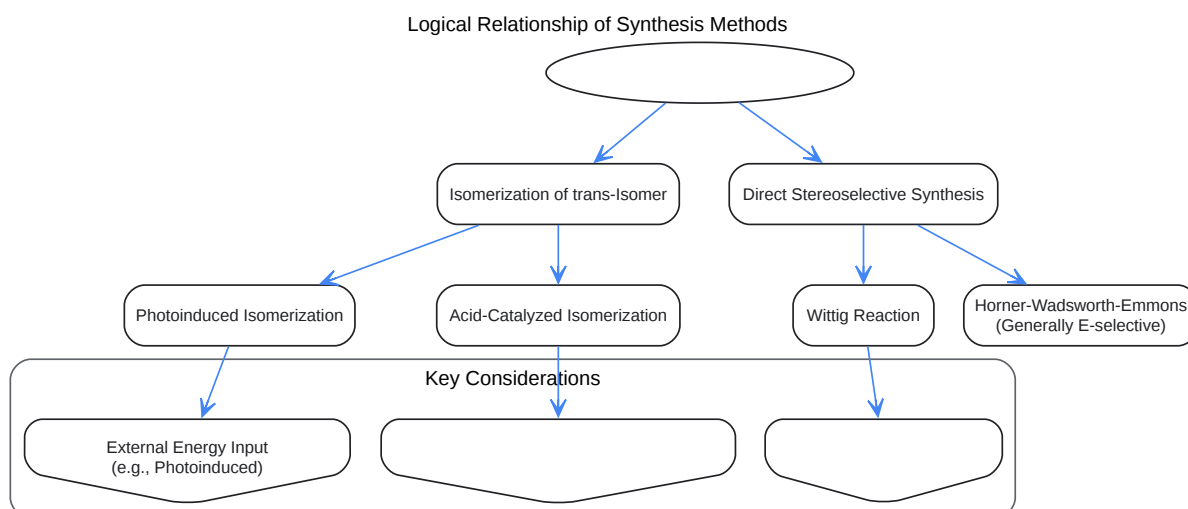 Logical Relationship of Synthesis Methods
Isomerization of trans-Isomer
Direct Stereoselective Synthesis
Photoinduced Isomerization
Acid-Catalyzed Isomerization
Wittig Reaction
Horner-Wadsworth-Emmons
(Generally E-selective)
Key Considerations
External Energy Input
(e.g., Photoinduced)